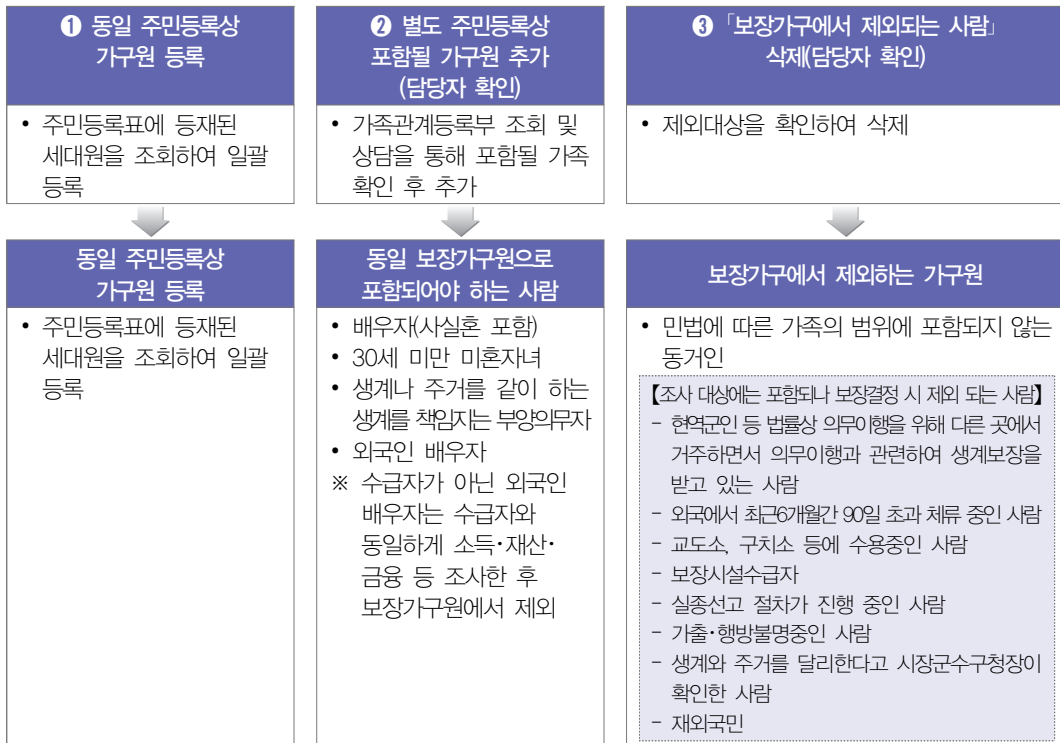 ❶ 동일 주민등록상
가구원 등록
• 주민등록표에 등재된
세대원을 조회하여 일괄
등록
❷ 별도 주민등록상
포함될 가구원 추가
(담당자 확인)
• 가족관계등록부 조회 및
상담을 통해 포함될 가족
확인 후 추가
❸ 「보장가구에서 제외되는 사람」
삭제(담당자 확인)
• 제외대상을 확인하여 삭제
동일 주민등록상
가구원 등록
• 주민등록표에 등재된
세대원을 조회하여 일괄
등록
동일 보장가구원으로
포함되어야 하는 사람
• 배우자(사실혼 포함)
• 30세 미만 미혼자녀
• 생계나 주거를 같이 하는
생계를 책임지는 부양의무자
• 외국인 배우자
※ 수급자가 아닌 외국인
배우자는 수급자와
동일하게 소득·재산·
금융 등 조사한 후
보장가구원에서 제외
보장가구에서 제외하는 가구원
• 민법에 따른 가족의 범위에 포함되지 않는
동거인
【조사 대상에는 포함되나 보장결정 시 제외 되는 사람】
- 현역군인 등 법률상 의무이행을 위해 다른 곳에서
거주하면서 의무이행과 관련하여 생계보장을
받고 있는 사람
- 외국에서 최근6개월간 90일 초과 체류 중인 사람
- 교도소, 구치소 등에 수용중인 사람
- 보장시설수급자
- 실종선고 절차가 진행 중인 사람
- 가출·행방불명중인 사람
- 생계와 주거를 달리한다고 시장군수구청장이
확인한 사람
- 재외국민